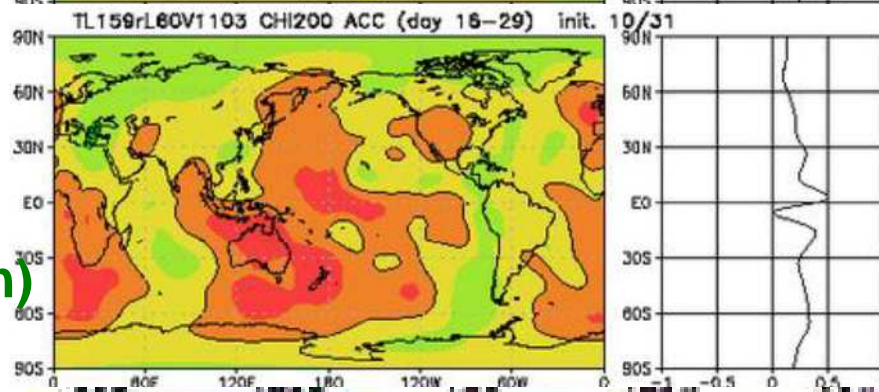 TL159rL60V1103 CHI200 ACC (day 16-29) init. 10/31
90N 90N
60N 60N
30N 30N
EQ EQ
30S 30S
n)
60S 60S
90S 90S
0 60E 120E 180 120W 60W 0 -1 -0.5 0 0.5